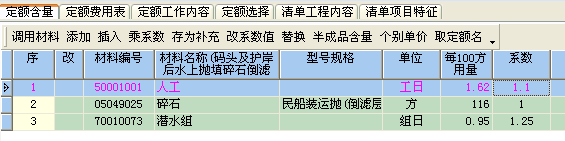 定额含量 定额费用表 定额工作内容 定额选择 清单工程内容 清单项目特征
调用材料 添加 插入 乘系数 存为补充 改系数值 替换 半成品含量 个别单价 取定额名
序 改 材料编号 材料名称(码头及护岸后水上抛填碎石倒滤 型号规格 单位 每100方用量 系数
1 50001001 人工 工日 1.62 1.1
2 05049025 碎石 民船装运抛(倒滤层 方 116 1
3 70010073 潜水组 组日 0.95 1.25